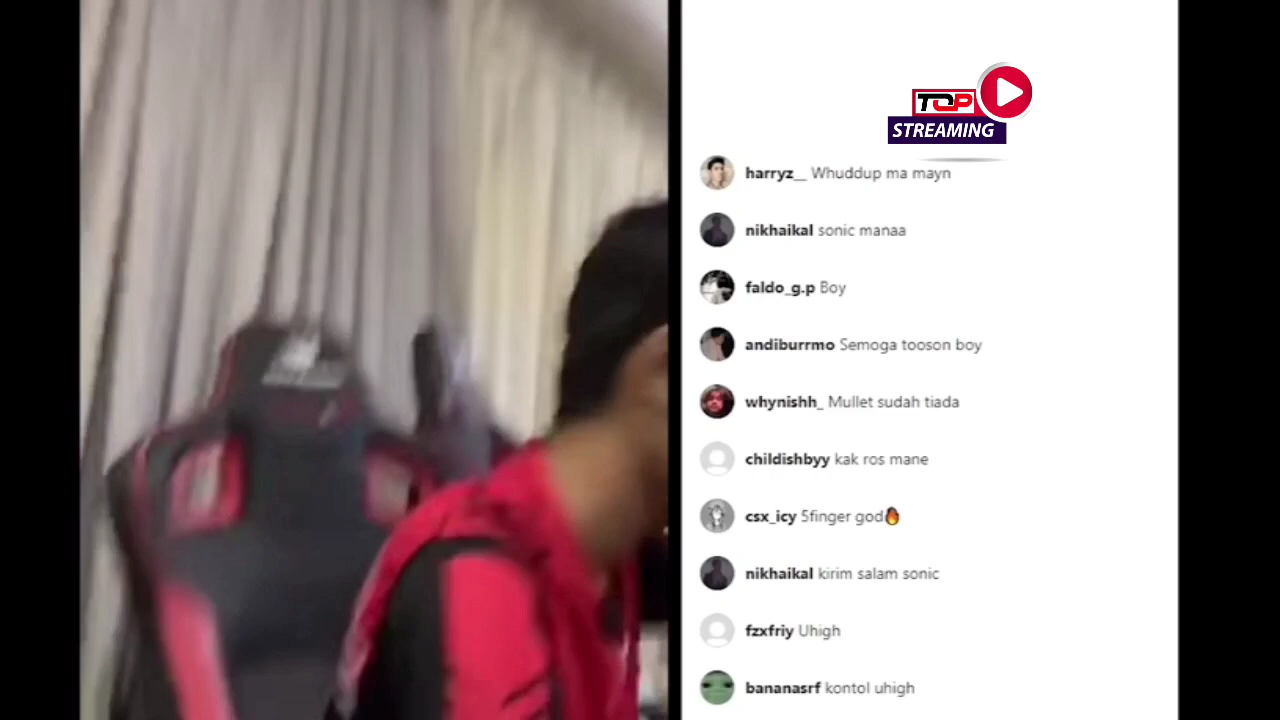 TOP
STREAMING
harryz__ Whuddup ma mayn
nikhaikal sonic manaa
faldo_g.p Boy
andiburrmo Semoga tooson boy
whynishh_ Mullet sudah tiada
childishbyy kak ros mane
csx_icy 5finger god🔥
nikhaikal kirim salam sonic
fzxfriy Uhigh
bananasrf kontol uhigh